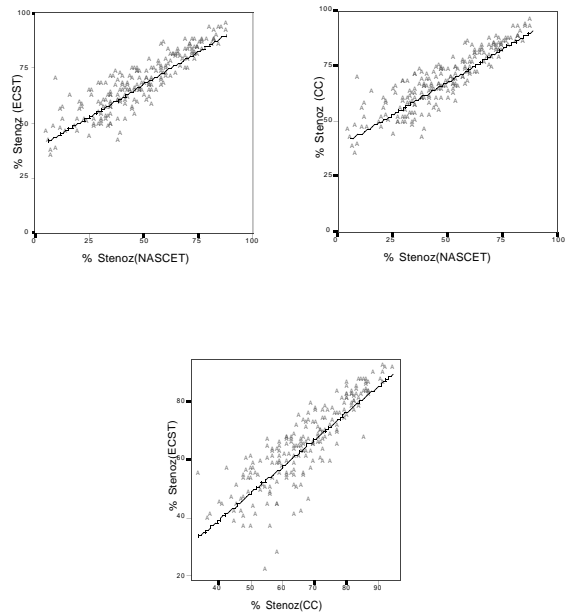 100
75
50
25
0
% Stenoz (ECST)
0 25 50 75 100
% Stenoz(NASCET)
100
75
50
25
0
% Stenoz (CC)
0 25 50 75 100
% Stenoz(NASCET)
80
60
40
20
% Stenoz(ECST)
40 50 60 70 80 90
% Stenoz(CC)